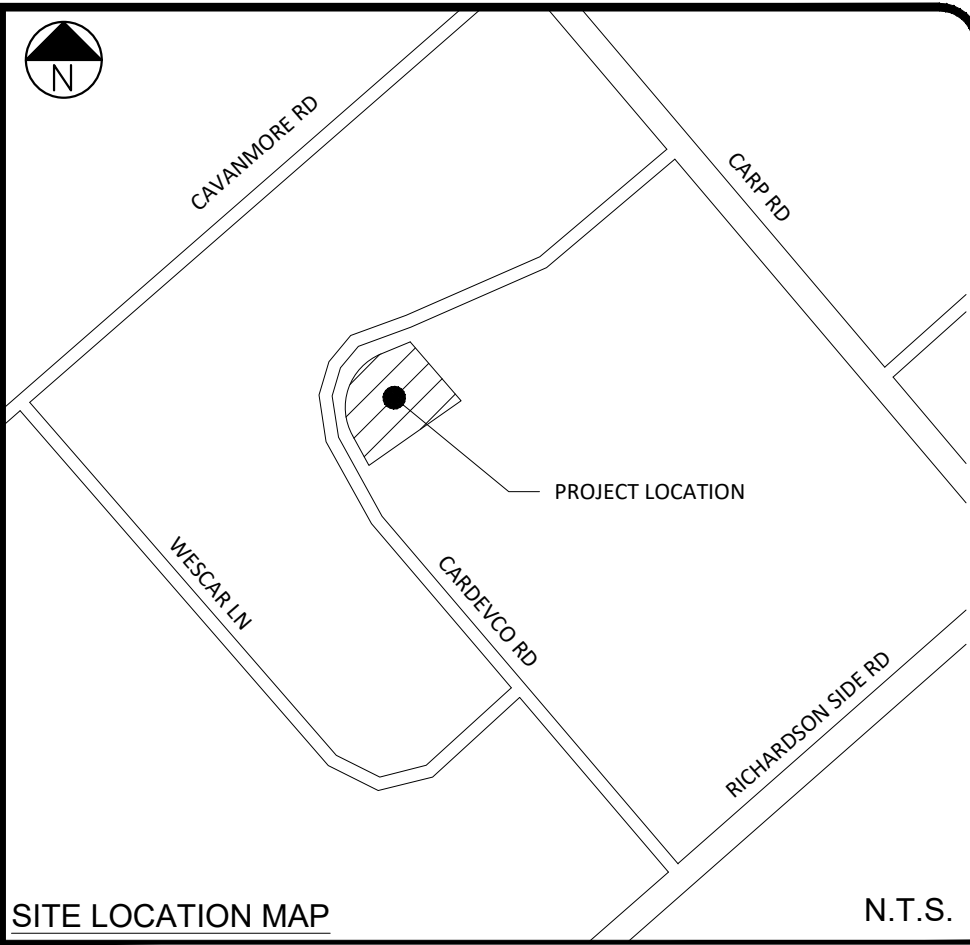 N
CAVANMORE RD
CARP RD
PROJECT LOCATION
WESCAR LN
CARDEVCO RD
RICHARDSON SIDE RD
SITE LOCATION MAP
N.T.S.